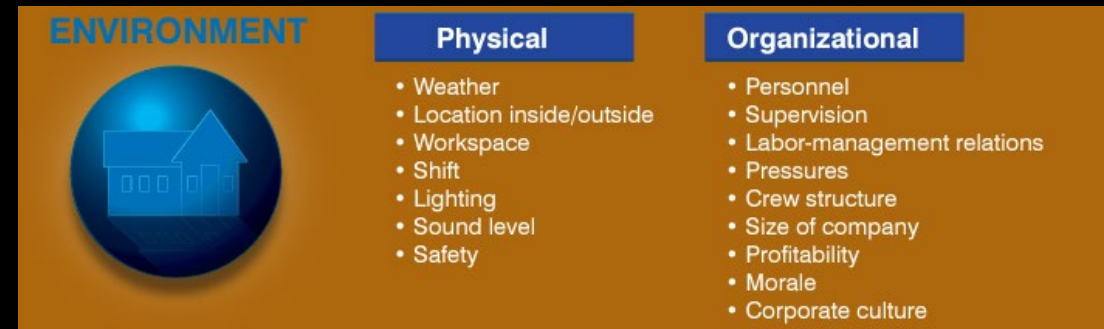 ENVIRONMENT
Physical
• Weather
• Location inside/outside
• Workspace
• Shift
• Lighting
• Sound level
• Safety
Organizational
• Personnel
• Supervision
• Labor-management relations
• Pressures
• Crew structure
• Size of company
• Profitability
• Morale
• Corporate culture